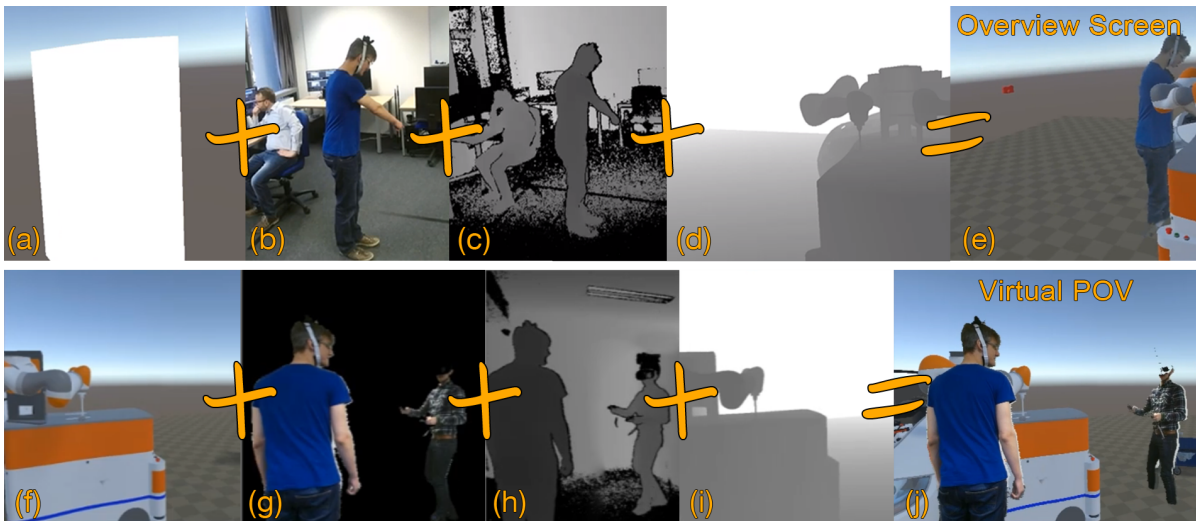 Overview Screen
(a)
(b)
(c)
(d)
(e)
Virtual POV
(f)
(g)
(h)
(i)
(j)